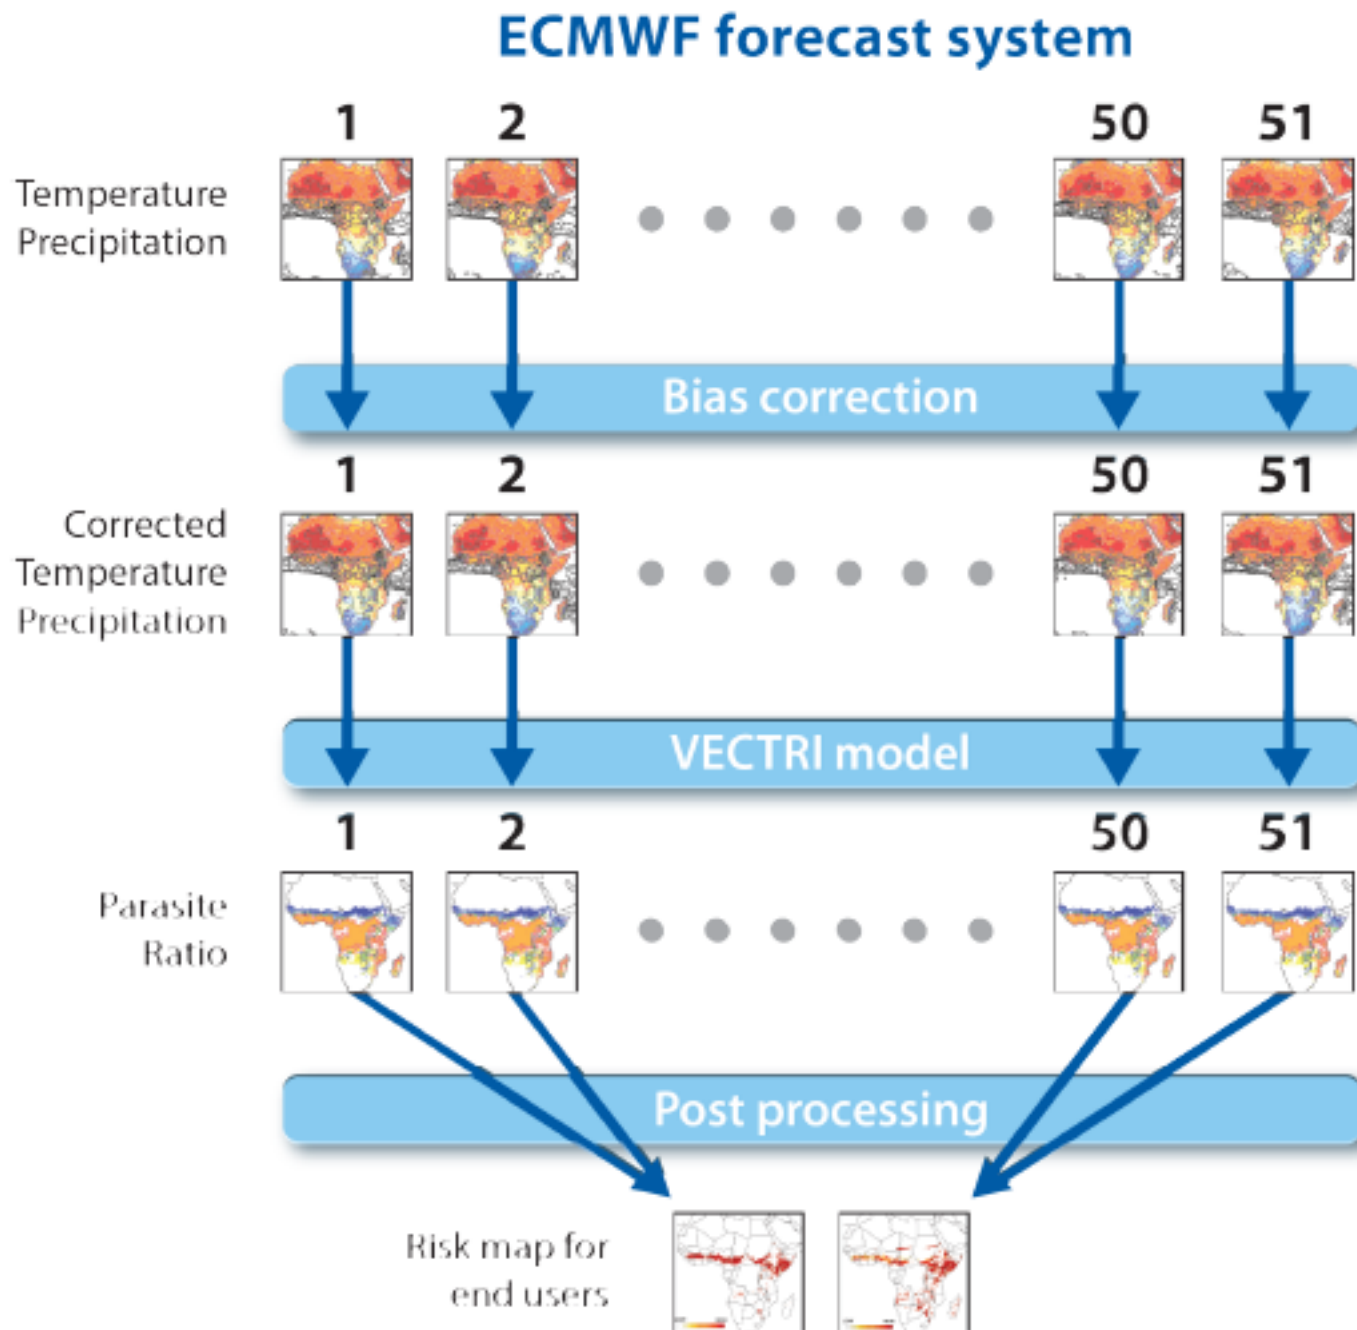 ECMWF forecast system
1 2 50 51
Temperature
Precipitation
Bias correction
1 2 50 51
Corrected
Temperature
Precipitation
VECTRI model
1 2 50 51
Parasite
Ratio
Post processing
Risk map for
end users